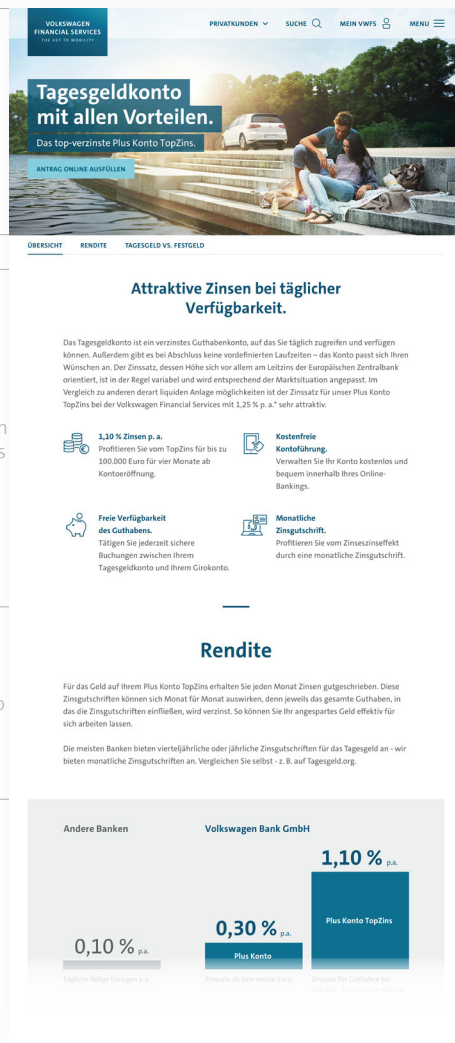 VOLKSWAGEN
FINANCIAL SERVICES
THE KEY TO MOBILITY
PRIVATKUNDEN
SUCHE
MEIN VWFS
MENU
Tagesgeldkonto
mit allen Vorteilen.
Das top-verzinste Plus Konto TopZins.
ANTRAG ONLINE AUSFÜLLEN
ÜBERSICHT
RENDITE
TAGESGELD VS. FESTGELD
Attraktive Zinsen bei täglicher
Verfügbarkeit.
Das Tagesgeldkonto ist ein verzinstes Guthabenkonto, auf das Sie täglich zugreifen und verfügen
können. Außerdem gibt es bei Abschluss keine vordefinierten Laufzeiten – das Konto passt sich Ihren
Wünschen an. Der Zinssatz, dessen Höhe sich vor allem am Leitzins der Europäischen Zentralbank
orientiert, ist in der Regel variabel und wird entsprechend der Marktsituation angepasst. Im
Vergleich zu anderen derart liquiden Anlage möglichkeiten ist der Zinssatz für unser Plus Konto
TopZins bei der Volkswagen Financial Services mit 1,25 % p. a.* sehr attraktiv.
1,10 % Zinsen p. a.
Profitieren Sie vom TopZins für bis zu
100.000 Euro für vier Monate ab
Kontoeröffnung.
Kostenfreie
Kontoführung.
Verwalten Sie Ihr Konto kostenlos und
bequem innerhalb Ihres Online-
Bankings.
Freie Verfügbarkeit
des Guthabens.
Tätigen Sie jederzeit sichere
Buchungen zwischen Ihrem
Tagesgeldkonto und Ihrem Girokonto.
Monatliche
Zinsgutschrift.
Profitieren Sie vom Zinseszinseffekt
durch eine monatliche Zinsgutschrift.
Rendite
Für das Geld auf Ihrem Plus Konto TopZins erhalten Sie jeden Monat Zinsen gutgeschrieben. Diese
Zinsgutschriften können sich Monat für Monat auswirken, denn jeweils das gesamte Guthaben, in
das die Zinsgutschriften einfließen, wird verzinst. So können Sie Ihr angespartes Geld effektiv für
sich arbeiten lassen.
Die meisten Banken bieten vierteljährliche oder jährliche Zinsgutschriften für das Tagesgeld an - wir
bieten monatliche Zinsgutschriften an. Vergleichen Sie selbst - z. B. auf Tagesgeld.org.
Andere Banken
Volkswagen Bank GmbH
1,10 % p.a.
Plus Konto TopZins
0,30 % p.a.
Plus Konto
0,10 % p.a.
Tägliche fällige Einlagen p.a.
Zinssatz ab dem ersten Euro
Zinssatz für Guthaben bis